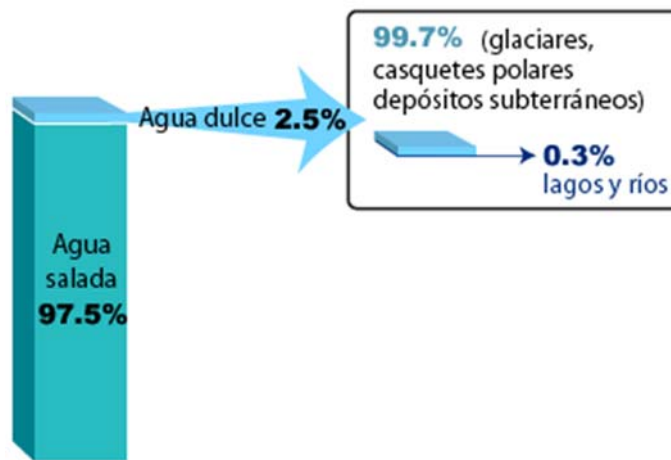 99.7% (glaciares,
casquetes polares
depósitos subterráneos)
0.3%
lagos y ríos
Agua dulce 2.5%
Agua
salada
97.5%